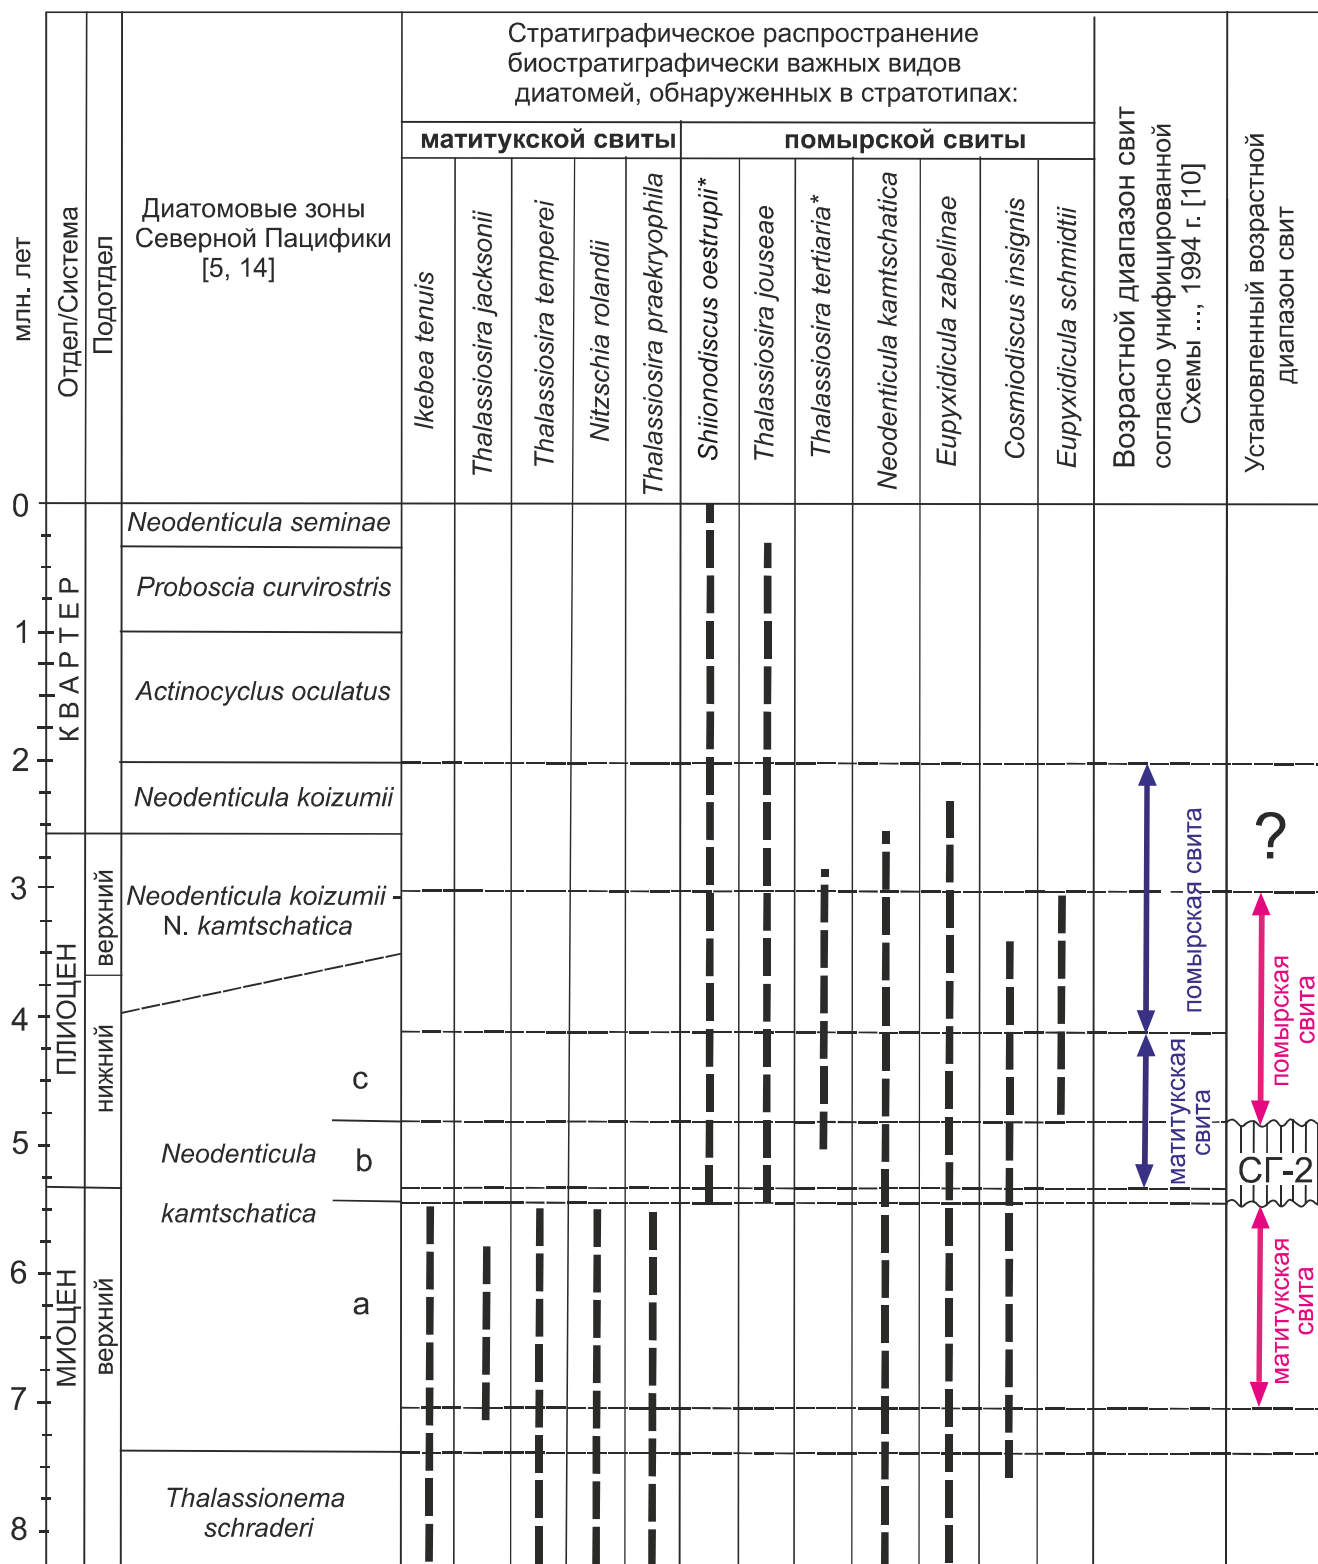 Стратиграфическое распространение
биостратиграфически важных видов
диатомей, обнаруженных в стратотипах:
матитукской свиты
помырской свиты
млн. лет
Отдел/Система
Подотдел
Диатомовые зоны
Северной Пацифики
[5, 14]
Ikebea tenuis
Thalassiosira jacksonii
Thalassiosira temperei
Nitzschia rolandii
Thalassiosira praekryophila
Shiionodiscus oestrupii*
Thalassiosira jouseae
Thalassiosira tertiaria*
Neodenticula kamtschatica
Eupyxidicula zabelinae
Cosmiodiscus insignis
Eupyxidicula schmidtii
Возрастной диапазон свит
согласно унифицированной
Схемы ..., 1994 г. [10]
Установленный возрастной
диапазон свит
0
1
2
3
4
5
6
7
8
КВАРТЕР
ПЛИОЦЕН
МИОЦЕН
верхний
нижний
верхний
Neodenticula seminae
Proboscia curvirostris
Actinocyclus oculatus
Neodenticula koizumii
Neodenticula koizumii
N. kamtschatica
c
Neodenticula
b
kamtschatica
a
Thalassionema
schraderi
помырская свита
матитукская
свита
?
помырская
свита
СГ-2
матитукская
свита